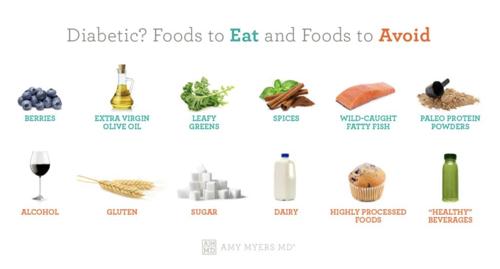 Diabetic? Foods to Eat and Foods to Avoid
BERRIES
EXTRA VIRGIN
OLIVE OIL
LEAFY
GREENS
SPICES
WILD-CAUGHT
FATTY FISH
PALEO PROTEIN
POWDERS
ALCOHOL
GLUTEN
SUGAR
DAIRY
HIGHLY PROCESSED
FOODS
"HEALTHY"
BEVERAGES
AM
MD AMY MYERS MD®